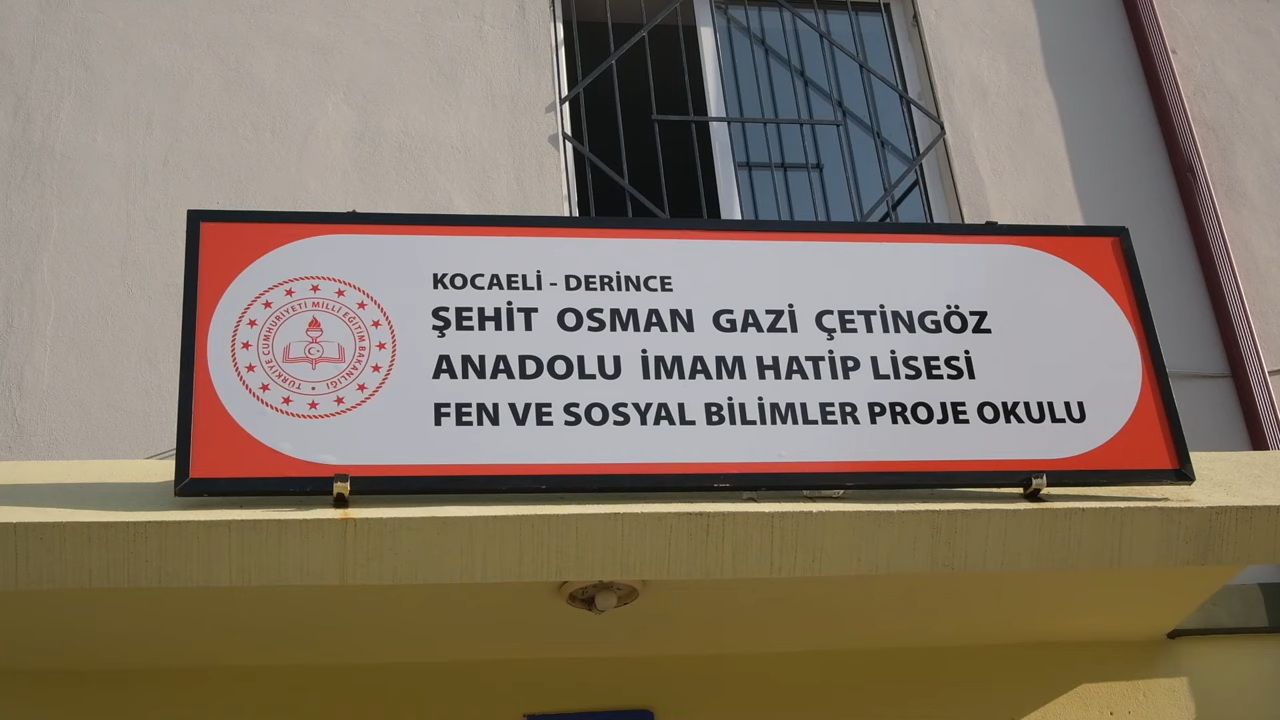 KOCAELİ - DERİNCE
ŞEHİT OSMAN GAZİ ÇETİNGÖZ
ANADOLU İMAM HATİP LİSESİ
FEN VE SOSYAL BİLİMLER PROJE OKULU
TÜRKİYE CUMHURİYETİ MİLLÎ EĞİTİM BAKANLIĞI